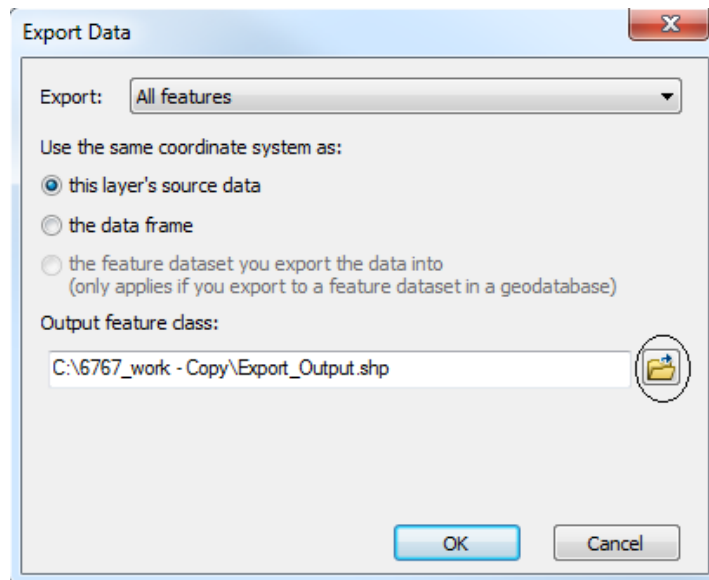 Export Data
Export: All features
Use the same coordinate system as:
this layer's source data
the data frame
the feature dataset you export the data into
(only applies if you export to a feature dataset in a geodatabase)
Output feature class:
C:\6767_work - Copy\Export_Output.shp
OK Cancel